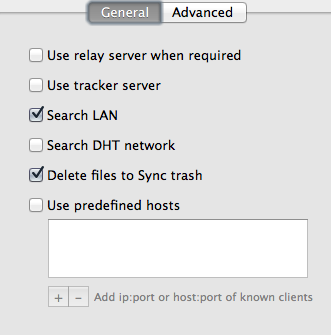 General Advanced
Use relay server when required
Use tracker server
Search LAN
Search DHT network
Delete files to Sync trash
Use predefined hosts
+ - Add ip:port or host:port of known clients